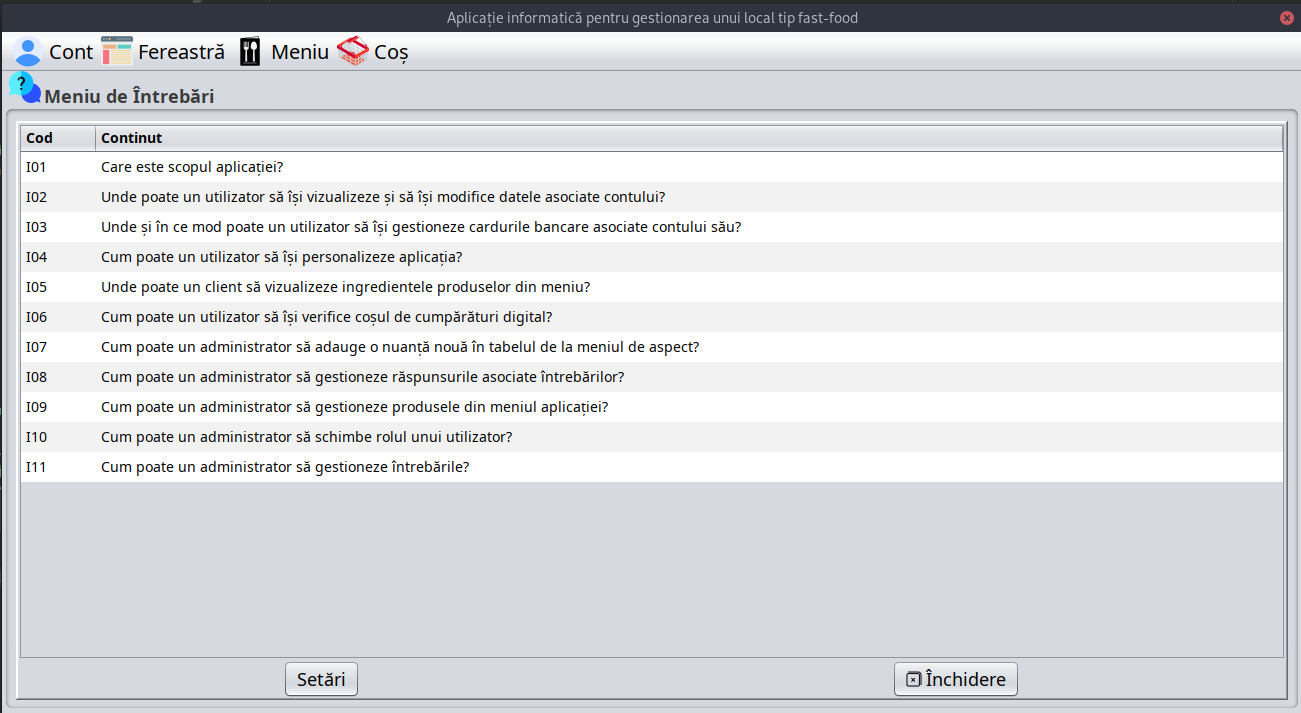 Aplicație informatică pentru gestionarea unui local tip fast-food
Cont Fereastră Meniu Coș
? Meniu de Întrebări
Cod Continut
I01 Care este scopul aplicației?
I02 Unde poate un utilizator să își vizualizeze și să își modifice datele asociate contului?
I03 Unde și în ce mod poate un utilizator să își gestioneze cardurile bancare asociate contului său?
I04 Cum poate un utilizator să își personalizeze aplicația?
I05 Unde poate un client să vizualizeze ingredientele produselor din meniu?
I06 Cum poate un utilizator să își verifice coșul de cumpărături digital?
I07 Cum poate un administrator să adauge o nuanță nouă în tabelul de la meniul de aspect?
I08 Cum poate un administrator să gestioneze răspunsurile asociate întrebărilor?
I09 Cum poate un administrator să gestioneze produsele din meniul aplicației?
I10 Cum poate un administrator să schimbe rolul unui utilizator?
I11 Cum poate un administrator să gestioneze întrebările?
Setări Închidere